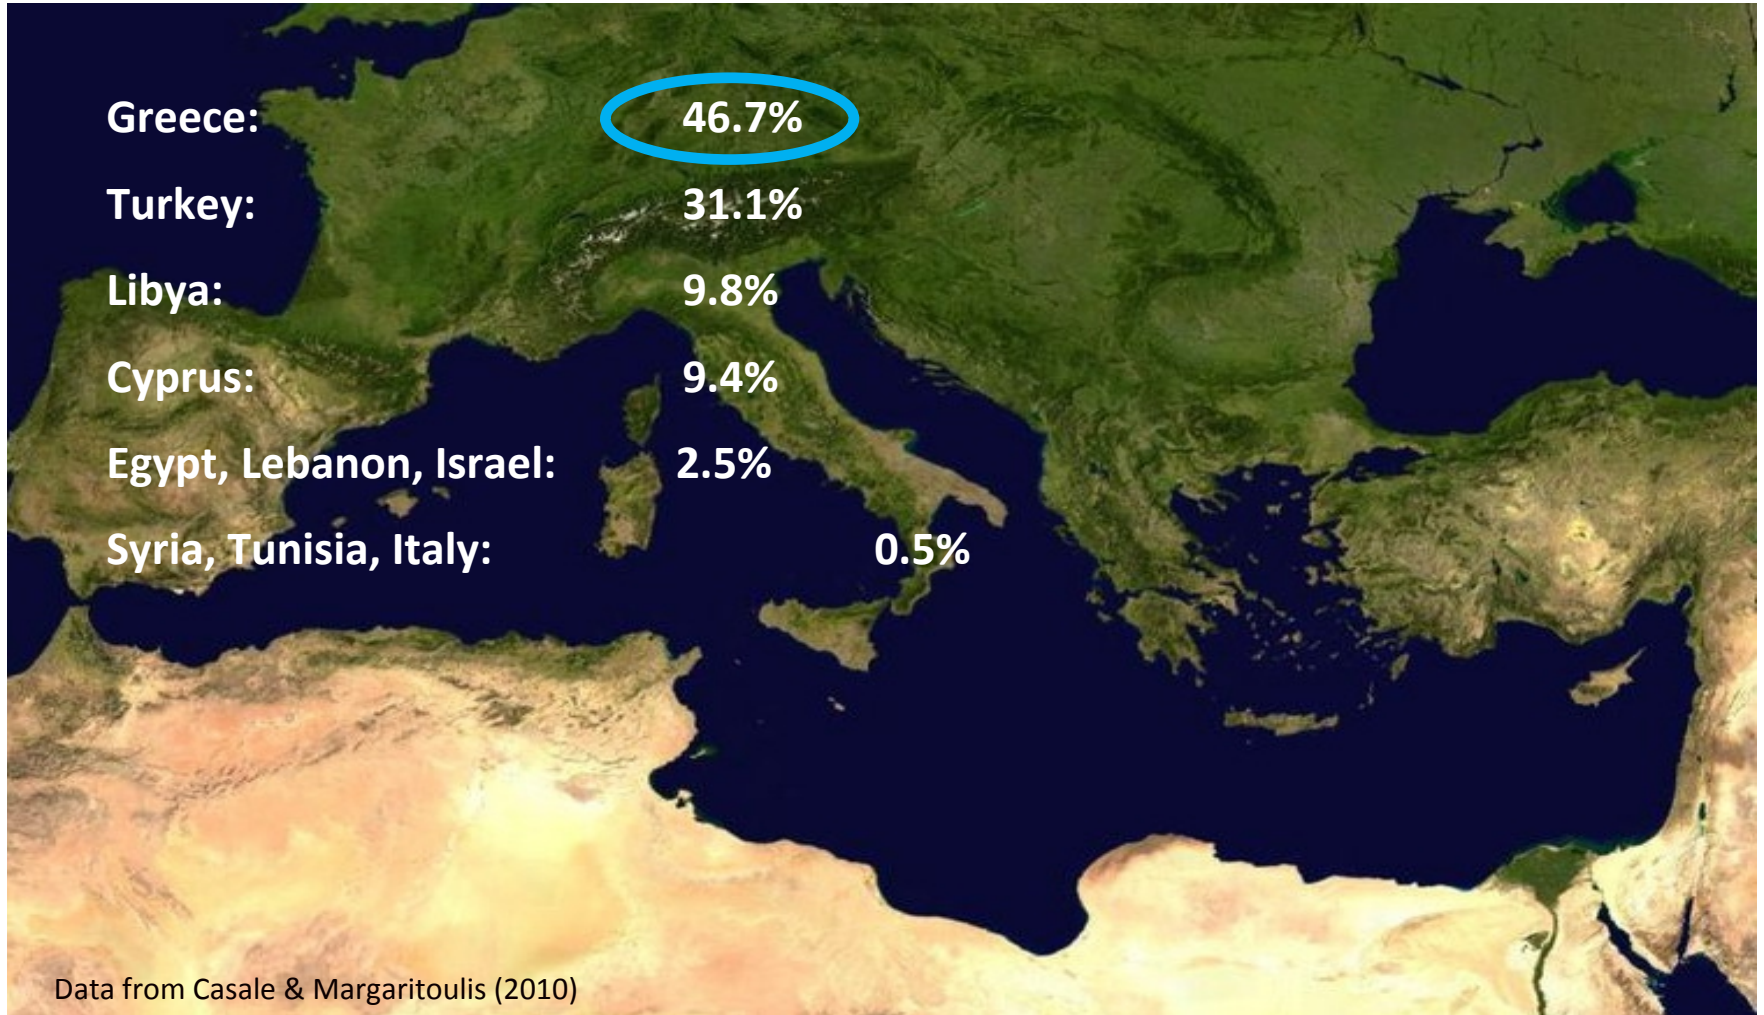 Greece: 46.7%
Turkey: 31.1%
Libya: 9.8%
Cyprus: 9.4%
Egypt, Lebanon, Israel: 2.5%
Syria, Tunisia, Italy: 0.5%
Data from Casale & Margaritoulis (2010)